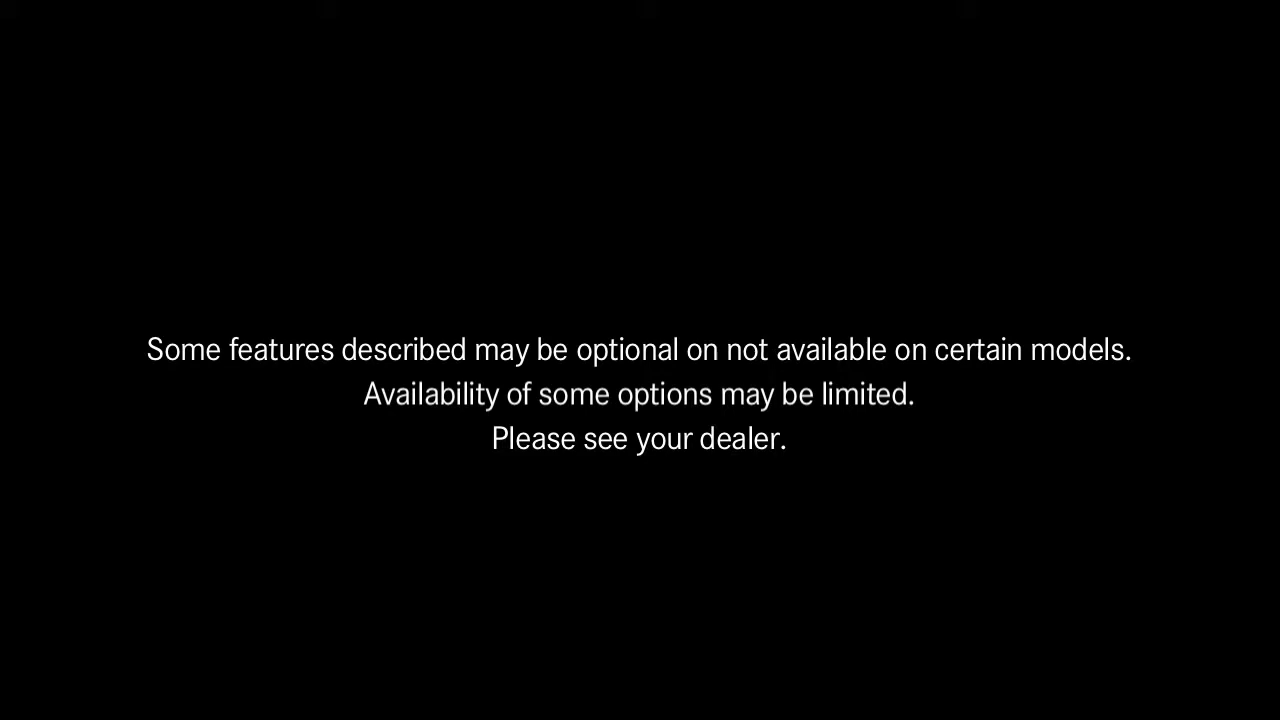 Some features described may be optional on not available on certain models.
Availability of some options may be limited.
Please see your dealer.